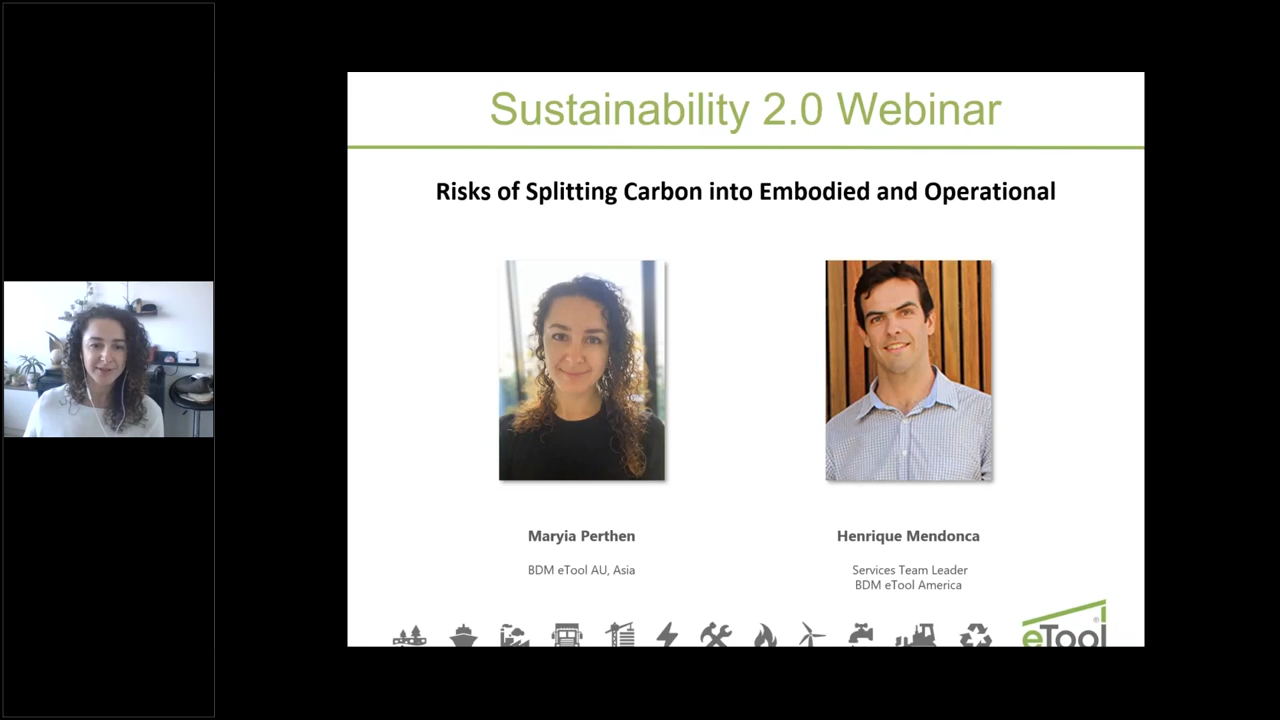 Sustainability 2.0 Webinar
Risks of Splitting Carbon into Embodied and Operational
Maryia Perthen
BDM eTool AU, Asia
Henrique Mendonca
Services Team Leader
BDM eTool America
eTool®